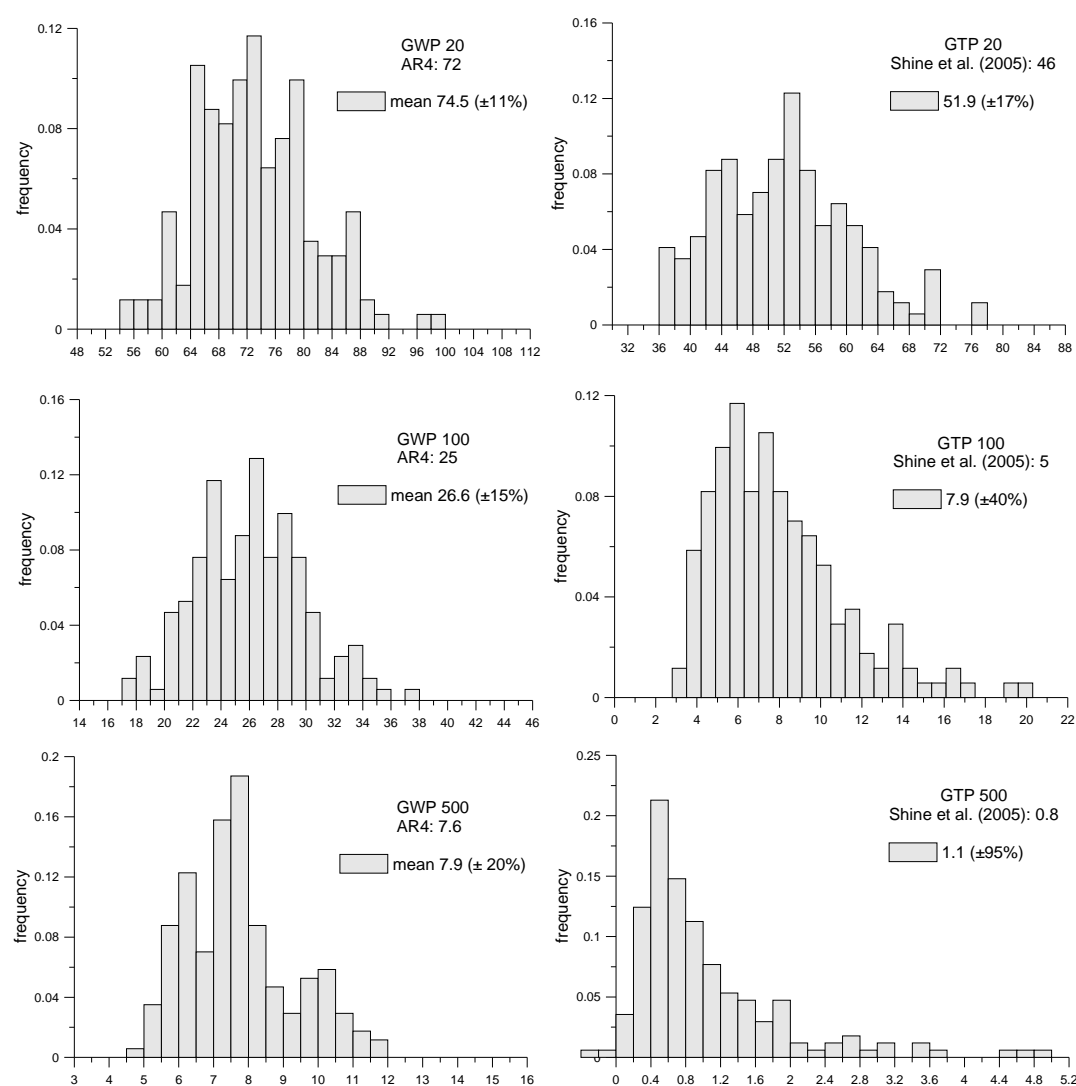 GWP 20
AR4: 72
mean 74.5 (±11%)
frequency
0.12
0.08
0.04
0
48 52 56 60 64 68 72 76 80 84 88 92 96 100 104 108 112
GTP 20
Shine et al. (2005): 46
51.9 (±17%)
frequency
0.16
0.12
0.08
0.04
0
32 36 40 44 48 52 56 60 64 68 72 76 80 84 88
GWP 100
AR4: 25
mean 26.6 (±15%)
frequency
0.16
0.12
0.08
0.04
0
14 16 18 20 22 24 26 28 30 32 34 36 38 40 42 44 46
GTP 100
Shine et al. (2005): 5
7.9 (±40%)
frequency
0.12
0.08
0.04
0
0 2 4 6 8 10 12 14 16 18 20 22
GWP 500
AR4: 7.6
mean 7.9 (± 20%)
frequency
0.2
0.16
0.12
0.08
0.04
0
3 4 5 6 7 8 9 10 11 12 13 14 15 16
GTP 500
Shine et al. (2005): 0.8
1.1 (±95%)
frequency
0.25
0.2
0.15
0.1
0.05
0
0 0.4 0.8 1.2 1.6 2 2.4 2.8 3.2 3.6 4 4.4 4.8 5.2